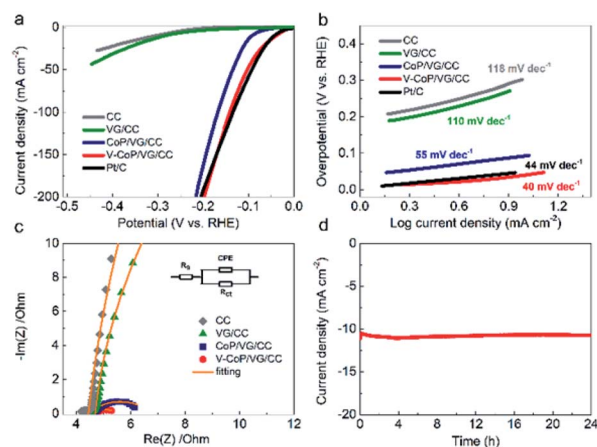 a
0
-50
-100
-150
-200
Current density (mA cm⁻²)
CC
VG/CC
CoP/VG/CC
V-CoP/VG/CC
Pt/C
-0.5 -0.4 -0.3 -0.2 -0.1 0.0
Potential (V vs. RHE)
b
0.5
0.4
0.3
0.2
0.1
0.0
Overpotential (V vs. RHE)
CC
VG/CC
CoP/VG/CC
V-CoP/VG/CC
Pt/C
118 mV dec⁻¹
110 mV dec⁻¹
55 mV dec⁻¹
44 mV dec⁻¹
40 mV dec⁻¹
0.0 0.3 0.6 0.9 1.2
Log current density (mA cm⁻²)
c
10
8
6
4
2
0
-Im(Z) /Ohm
Rs
CPE
Rct
CC
VG/CC
CoP/VG/CC
V-CoP/VG/CC
fitting
2 4 6 8 10 12
Re(Z) /Ohm
d
0
-5
-10
-15
-20
Current density (mA cm⁻²)
0 4 8 12 16 20 24
Time (h)